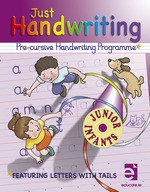 Just
Handwriting
Pre-cursive Handwriting Programme
JUNIOR
INFANTS
FEATURING LETTERS WITH TAILS